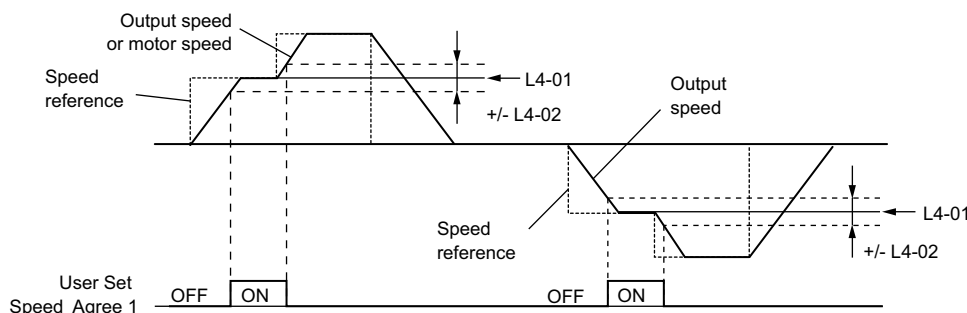 Output speed
or motor speed
Speed
reference
L4-01
+/- L4-02
Output
speed
Speed
reference
L4-01
+/- L4-02
User Set
Speed Agree 1
OFF
ON
OFF
ON